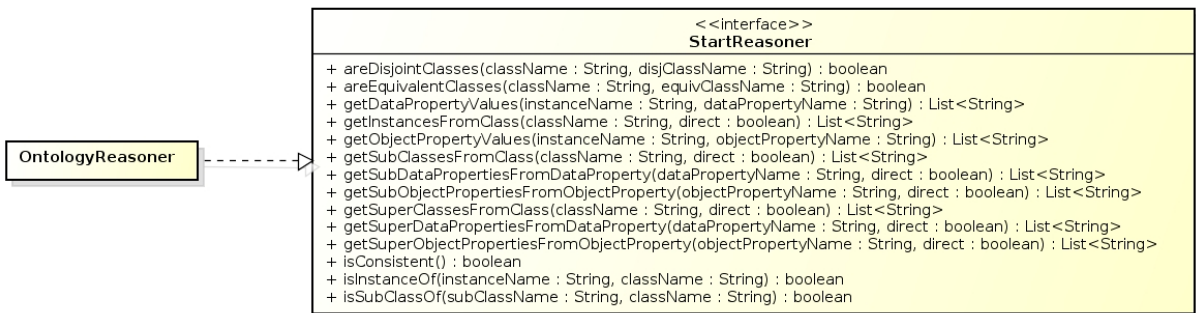 <<interface>>
StartReasoner
+ areDisjointClasses(className : String, disjClassName : String) : boolean
+ areEquivalentClasses(className : String, equivClassName : String) : boolean
+ getDataPropertyValues(instanceName : String, dataPropertyName : String) : List<String>
+ getInstancesFromClass(className : String, direct : boolean) : List<String>
+ getObjectPropertyValues(instanceName : String, objectPropertyName : String) : List<String>
OntologyReasoner
+ getSubClassesFromClass(className : String, direct : boolean) : List<String>
+ getSubDataPropertiesFromDataProperty(dataPropertyName : String, direct : boolean) : List<String>
+ getSubObjectPropertiesFromObjectProperty(objectPropertyName : String, direct : boolean) : List<String>
+ getSuperClassesFromClass(className : String, direct : boolean) : List<String>
+ getSuperDataPropertiesFromDataProperty(dataPropertyName : String, direct : boolean) : List<String>
+ getSuperObjectPropertiesFromObjectProperty(objectPropertyName : String, direct : boolean) : List<String>
+ isConsistent() : boolean
+ isInstanceOf(instanceName : String, className : String) : boolean
+ isSubClassOf(subClassName : String, className : String) : boolean